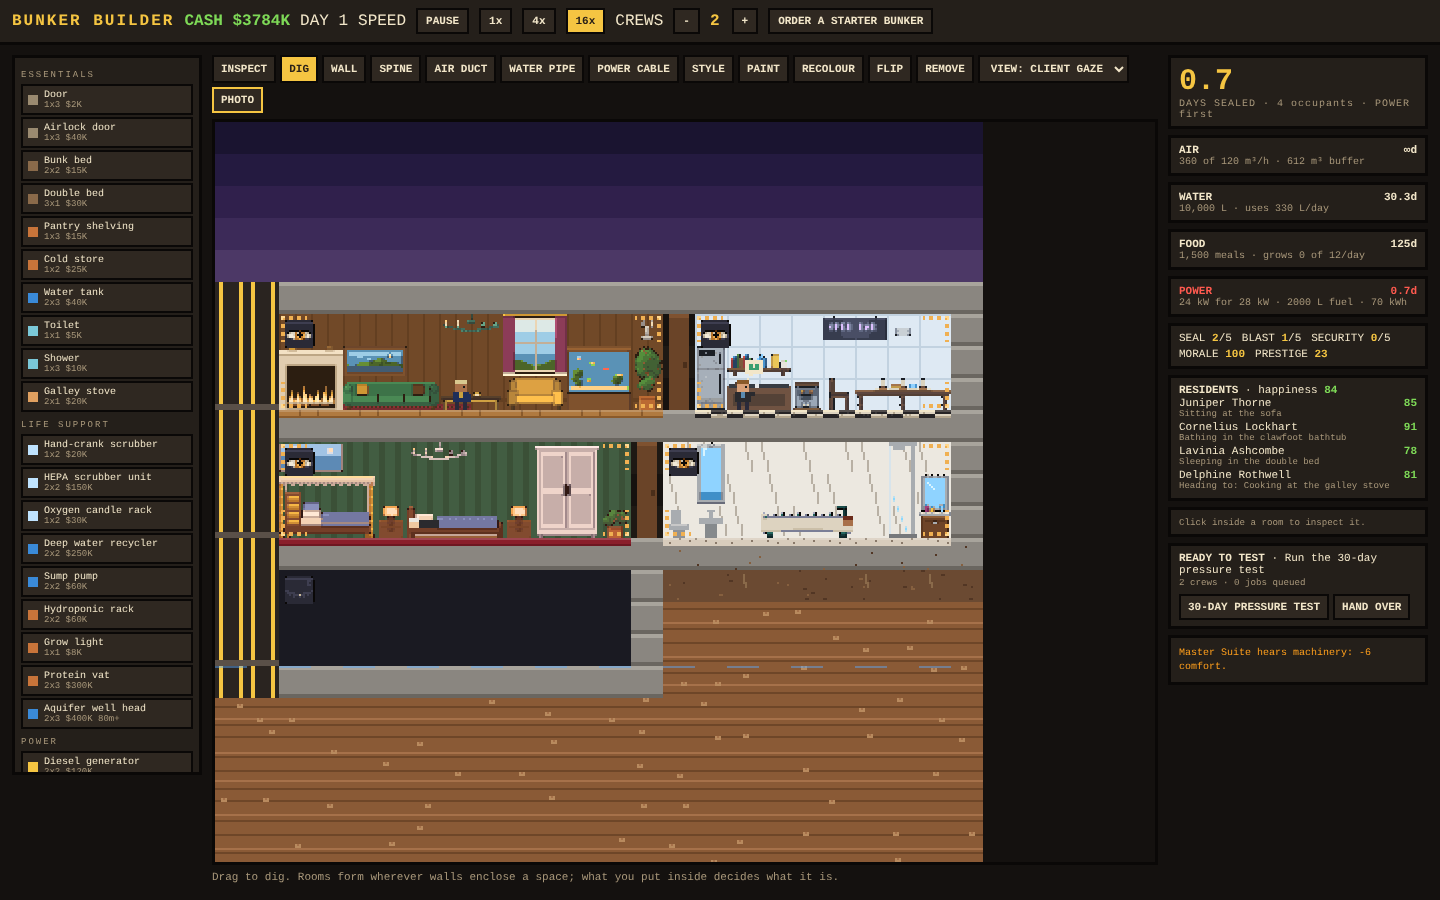 BUNKER BUILDER CASH $3784K DAY 1 SPEED PAUSE 1x 4x 16x CREWS - 2 + ORDER A STARTER BUNKER
ESSENTIALS
Door
1x3 $2K
Airlock door
1x3 $40K
Bunk bed
2x2 $15K
Double bed
3x1 $30K
Pantry shelving
1x3 $15K
Cold store
1x2 $25K
Water tank
2x3 $40K
Toilet
1x1 $5K
Shower
1x3 $10K
Galley stove
2x1 $20K
LIFE SUPPORT
Hand-crank scrubber
1x2 $20K
HEPA scrubber unit
2x2 $150K
Oxygen candle rack
1x2 $30K
Deep water recycler
2x2 $250K
Sump pump
2x2 $60K
Hydroponic rack
2x2 $60K
Grow light
1x1 $8K
Protein vat
2x3 $300K
Aquifer well head
2x3 $400K 80m+
POWER
Diesel generator
2x2 $120K
INSPECT DIG WALL SPINE AIR DUCT WATER PIPE POWER CABLE STYLE PAINT RECOLOUR FLIP REMOVE VIEW: CLIENT GAZE
PHOTO
Drag to dig. Rooms form wherever walls enclose a space; what you put inside decides what it is.
0.7
DAYS SEALED · 4 occupants · POWER
first
AIR ∞d
360 of 120 m³/h · 612 m³ buffer
WATER 30.3d
10,000 L · uses 330 L/day
FOOD 125d
1,500 meals · grows 0 of 12/day
POWER 0.7d
24 kW for 28 kW · 2000 L fuel · 70 kWh
SEAL 2/5 BLAST 1/5 SECURITY 0/5
MORALE 100 PRESTIGE 23
RESIDENTS · happiness 84
Juniper Thorne 85
Sitting at the sofa
Cornelius Lockhart 91
Bathing in the clawfoot bathtub
Lavinia Ashcombe 78
Sleeping in the double bed
Delphine Rothwell 81
Heading to: Cooking at the galley stove
Click inside a room to inspect it.
READY TO TEST · Run the 30-day
pressure test
2 crews · 0 jobs queued
30-DAY PRESSURE TEST HAND OVER
Master Suite hears machinery: -6
comfort.